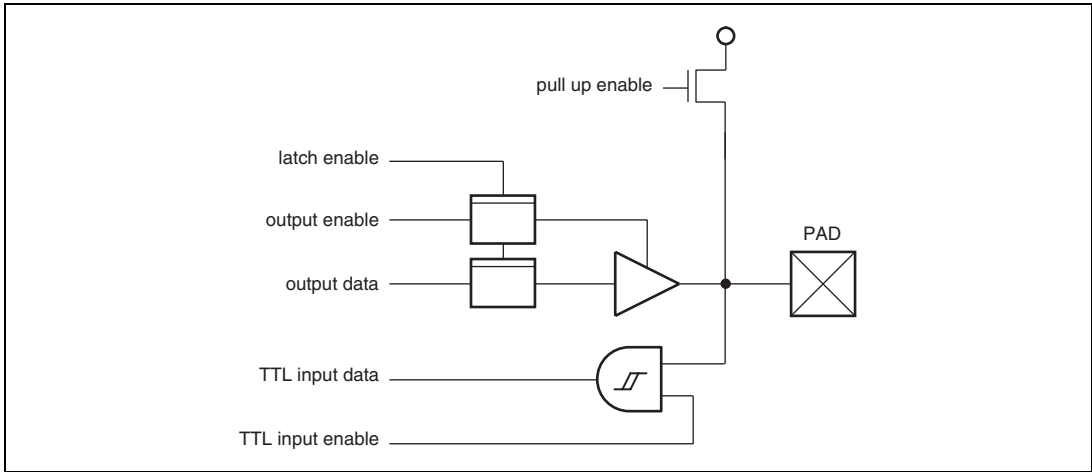 pull up enable
latch enable
output enable
PAD
output data
TTL input data
TTL input enable